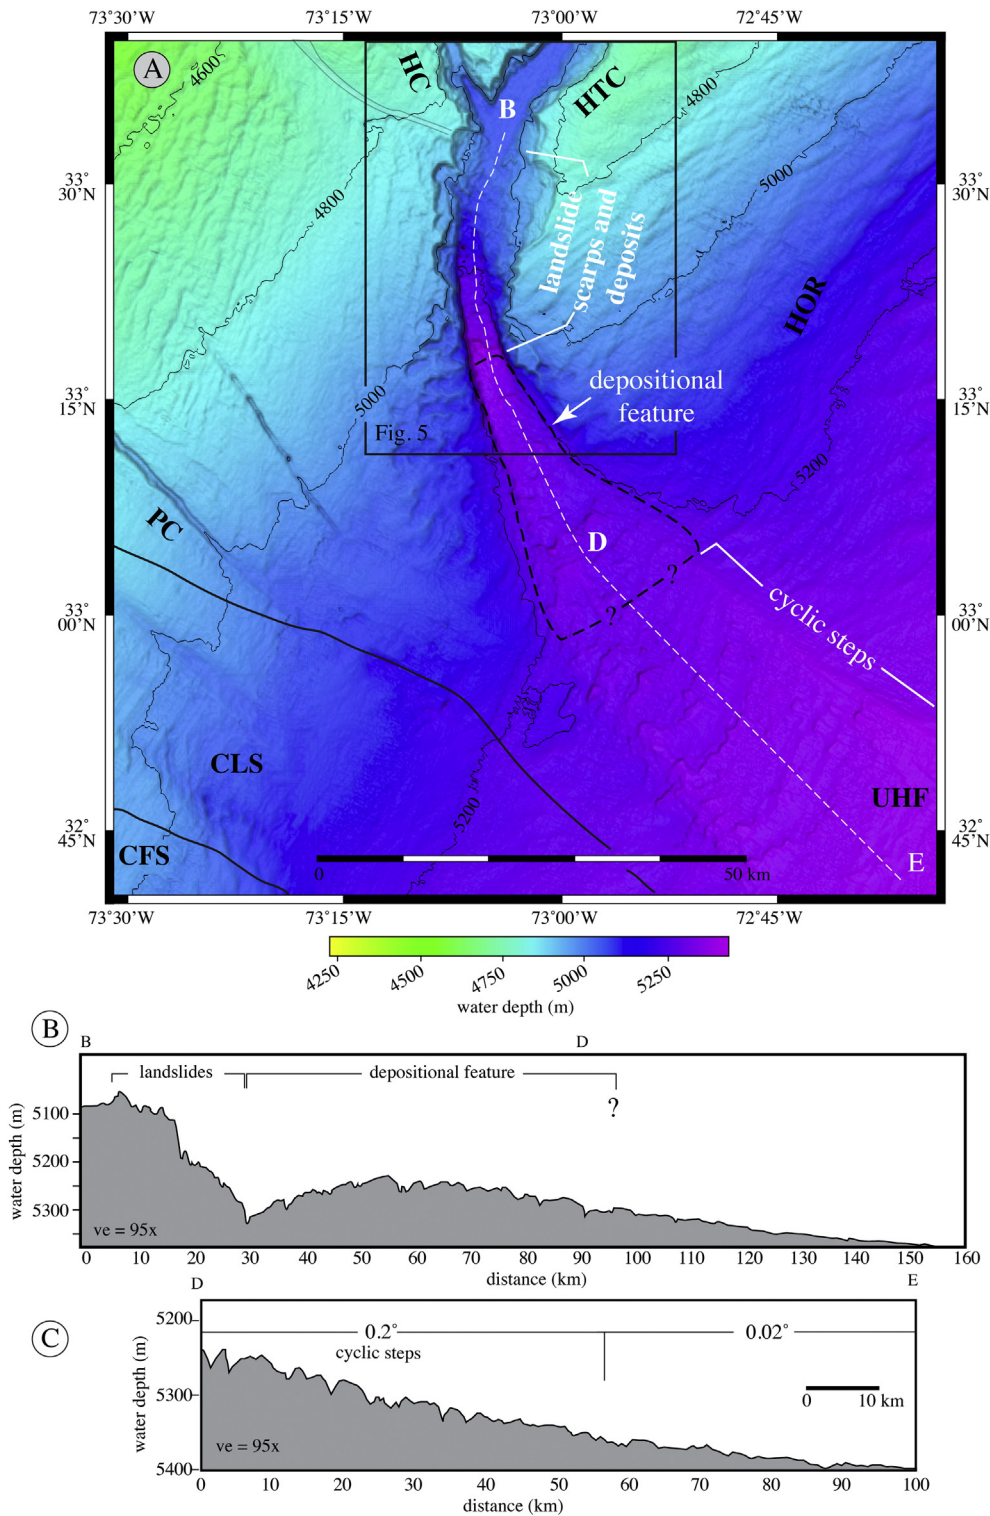 73°30'W 73°15'W 73°00'W 72°45'W
A
4600
HC
B
HTC
4800
33° 30'N
33° 30'N
4800
5000
landslide
scarps and
deposits
HOR
33° 15'N
33° 15'N
5000
depositional
feature
Fig. 5
5200
PC
D
33° 00'N
33° 00'N
?
?
cyclic steps
CLS
UHF
5200
32° 45'N
32° 45'N
CFS
E
0 50 km
73°30'W 73°15'W 73°00'W 72°45'W
4250 4500 4750 5000 5250
water depth (m)
B
B D
landslides depositional feature
?
water depth (m)
5100
5200
5300
ve = 95x
0 10 20 30 40 50 60 70 80 90 100 110 120 130 140 150 160
distance (km)
D E
C
water depth (m)
5200
5300
5400
0.2° 0.02°
cyclic steps
0 10 km
ve = 95x
0 10 20 30 40 50 60 70 80 90 100
distance (km)